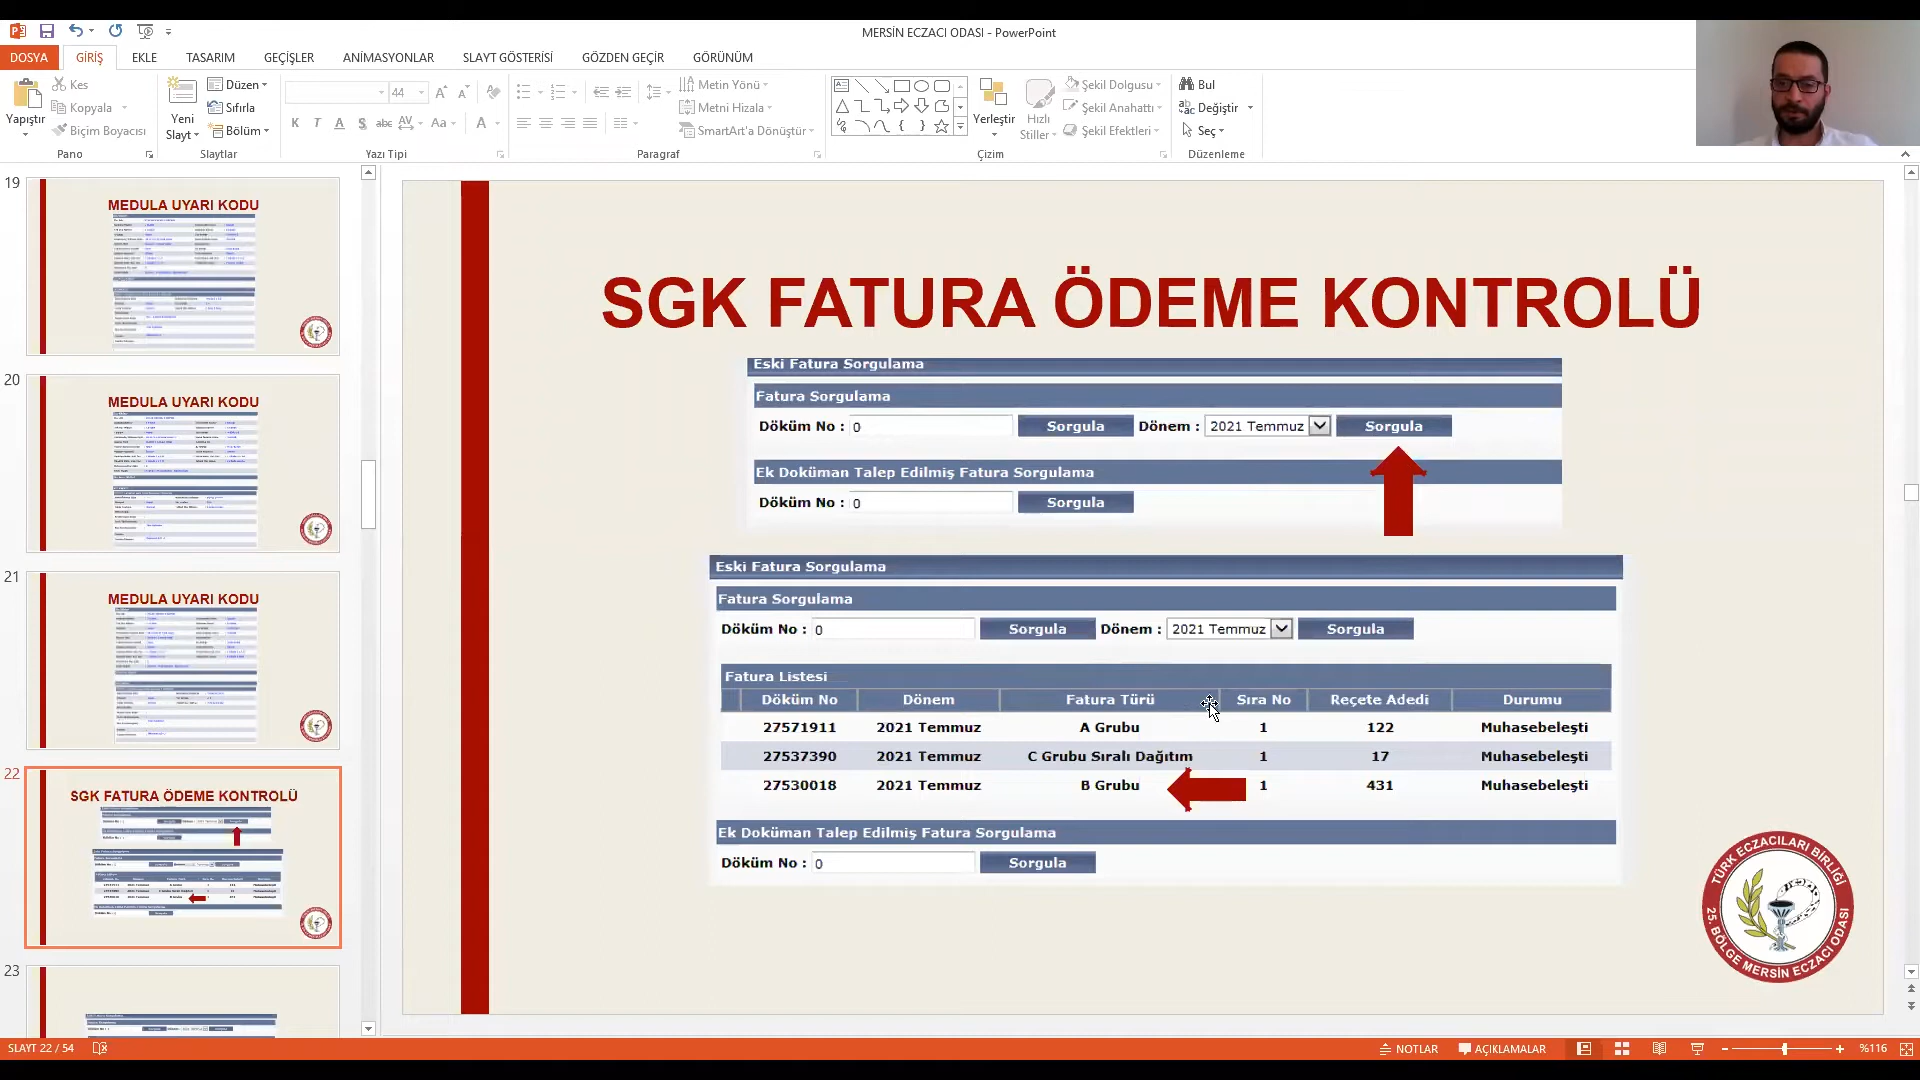 MERSİN ECZACI ODASI - PowerPoint
DOSYA GİRİŞ EKLE TASARIM GEÇİŞLER ANİMASYONLAR SLAYT GÖSTERİSİ GÖZDEN GEÇİR GÖRÜNÜM
Yapıştır
Kes
Kopyala
Biçim Boyacısı
Pano
Yeni Slayt
Düzen
Sıfırla
Bölüm
Slaytlar
44
Yazı Tipi
Metin Yönü
Metni Hizala
SmartArt'a Dönüştür
Paragraf
Yerleştir
Hızlı Stiller
Şekil Dolgusu
Şekil Anahattı
Şekil Efektleri
Çizim
Bul
Değiştir
Seç
Düzenleme
19
MEDULA UYARI KODU
20
MEDULA UYARI KODU
21
MEDULA UYARI KODU
22
SGK FATURA ÖDEME KONTROLÜ
23
SGK FATURA ÖDEME KONTROLÜ
Eski Fatura Sorgulama
Fatura Sorgulama
Döküm No : 0 Sorgula Dönem : 2021 Temmuz Sorgula
Ek Doküman Talep Edilmiş Fatura Sorgulama
Döküm No : 0 Sorgula
Eski Fatura Sorgulama
Fatura Sorgulama
Döküm No : 0 Sorgula Dönem : 2021 Temmuz Sorgula
Fatura Listesi
Döküm No Dönem Fatura Türü Sıra No Reçete Adedi Durumu
27571911 2021 Temmuz A Grubu 1 122 Muhasebeleşti
27537390 2021 Temmuz C Grubu Sıralı Dağıtım 1 17 Muhasebeleşti
27530018 2021 Temmuz B Grubu 1 431 Muhasebeleşti
Ek Doküman Talep Edilmiş Fatura Sorgulama
Döküm No : 0 Sorgula
TÜRK ECZACILARI BİRLİĞİ
25. BÖLGE MERSİN ECZACI ODASI
SLAYT 22 / 54
NOTLAR AÇIKLAMALAR %116